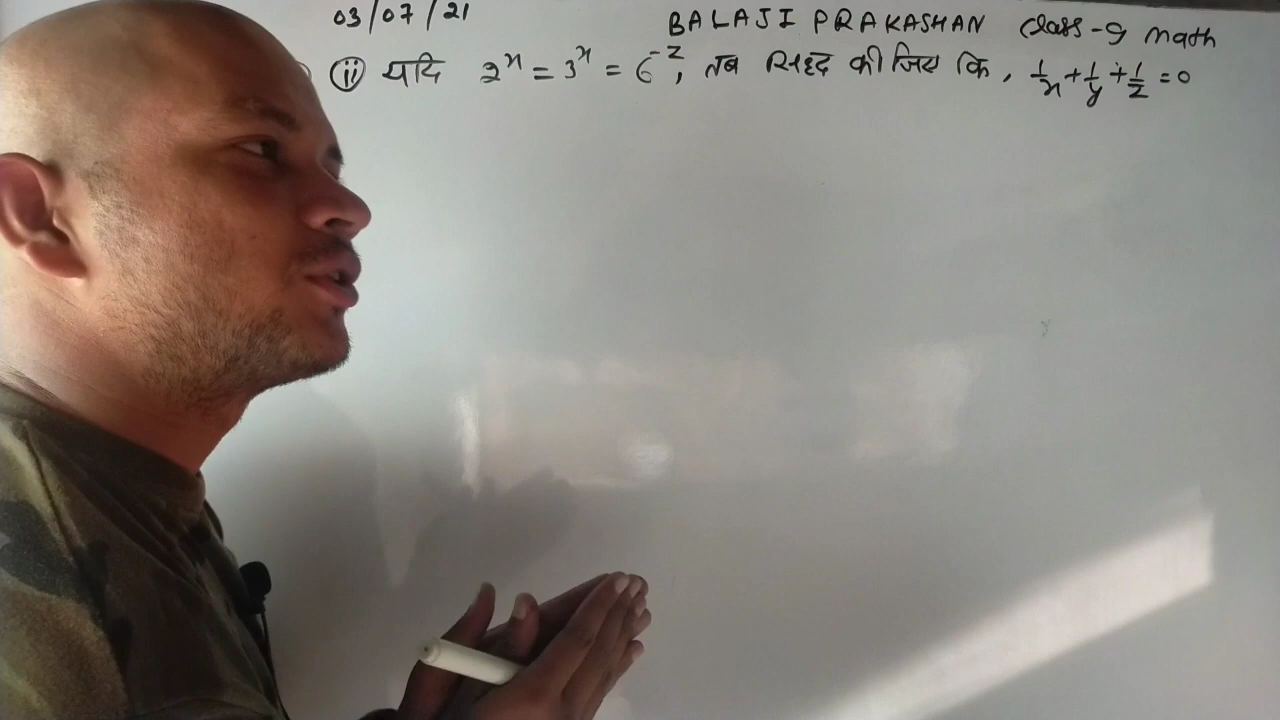 03/07/21 BALAJI PRAKASHAN Class-9 Math
(ii) यदि 2^x = 3^x = 6^-z, तब सिद्ध कीजिए कि, 1/x + 1/y + 1/z = 0